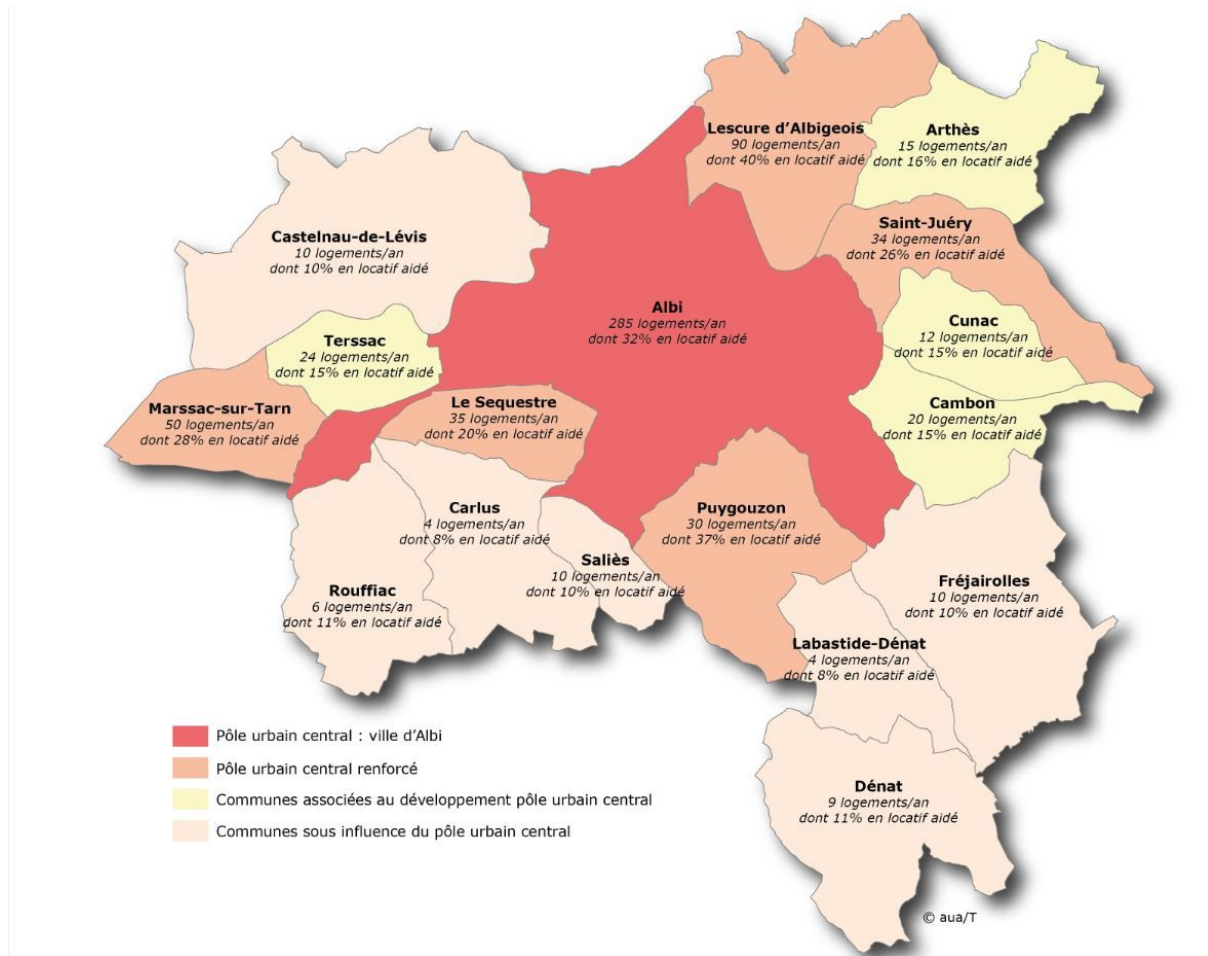 Lescure d'Albigeois
90 logements/an
dont 40% en locatif aidé
Arthès
15 logements/an
dont 16% en locatif aidé
Castelnau-de-Lévis
10 logements/an
dont 10% en locatif aidé
Saint-Juéry
34 logements/an
dont 26% en locatif aidé
Albi
285 logements/an
dont 32% en locatif aidé
Cunac
12 logements/an
dont 15% en locatif aidé
Terssac
24 logements/an
dont 15% en locatif aidé
Marssac-sur-Tarn
50 logements/an
dont 28% en locatif aidé
Le Sequestre
35 logements/an
dont 20% en locatif aidé
Cambon
20 logements/an
dont 15% en locatif aidé
Carlus
4 logements/an
dont 8% en locatif aidé
Puygouzon
30 logements/an
dont 37% en locatif aidé
Saliès
10 logements/an
dont 10% en locatif aidé
Rouffiac
6 logements/an
dont 11% en locatif aidé
Fréjairolles
10 logements/an
dont 10% en locatif aidé
Labastide-Dénat
4 logements/an
dont 8% en locatif aidé
Dénat
9 logements/an
dont 11% en locatif aidé
Pôle urbain central : ville d'Albi
Pôle urbain central renforcé
Communes associées au développement pôle urbain central
Communes sous influence du pôle urbain central
© aua/T